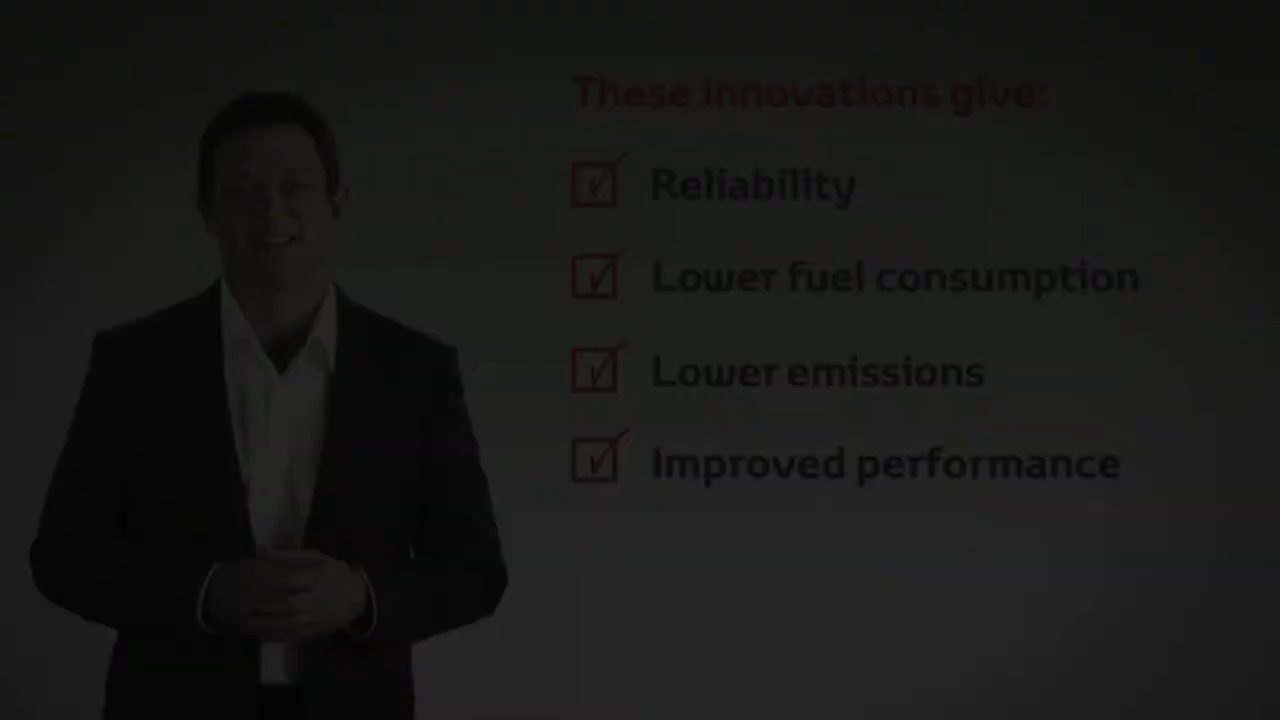 These innovations give:
Reliability
Lower fuel consumption
Lower emissions
Improved performance